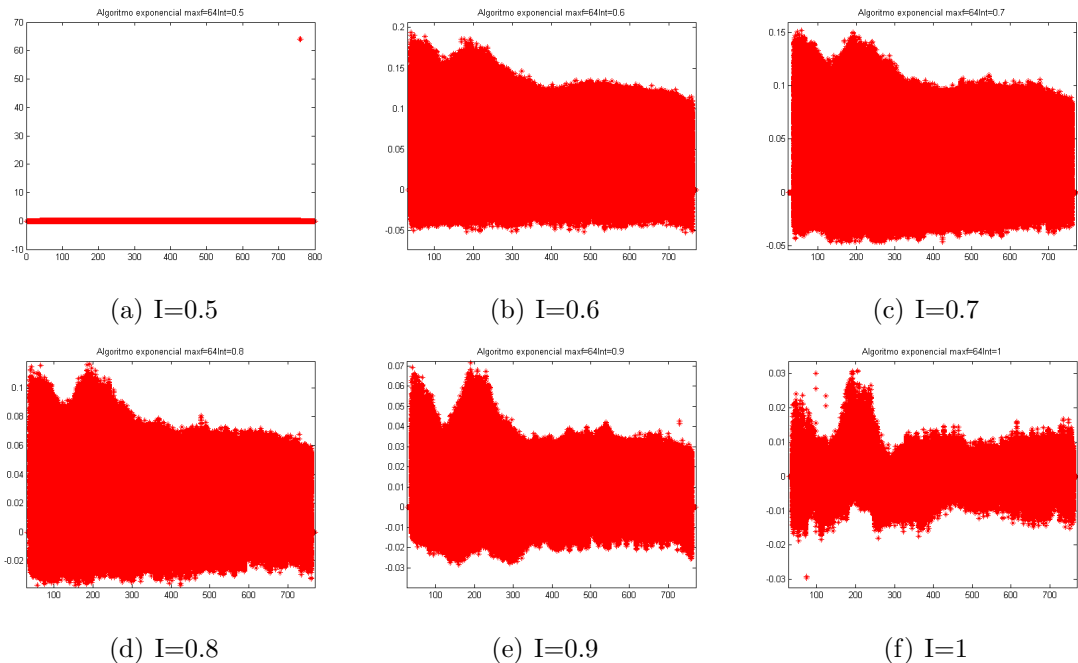 Algoritmo exponencial maxf=64Int=0.5
70
60
50
40
30
20
10
0
-10
0 100 200 300 400 500 600 700 800
(a) I=0.5
Algoritmo exponencial maxf=64Int=0.6
0.2
0.15
0.1
0.05
0
-0.05
100 200 300 400 500 600 700
(b) I=0.6
Algoritmo exponencial maxf=64Int=0.7
0.15
0.1
0.05
0
-0.05
100 200 300 400 500 600 700
(c) I=0.7
Algoritmo exponencial maxf=64Int=0.8
0.1
0.08
0.06
0.04
0.02
0
-0.02
100 200 300 400 500 600 700
(d) I=0.8
Algoritmo exponencial maxf=64Int=0.9
0.07
0.06
0.05
0.04
0.03
0.02
0.01
0
-0.01
-0.02
-0.03
100 200 300 400 500 600 700
(e) I=0.9
Algoritmo exponencial maxf=64Int=1
0.03
0.02
0.01
0
-0.01
-0.02
-0.03
100 200 300 400 500 600 700
(f) I=1